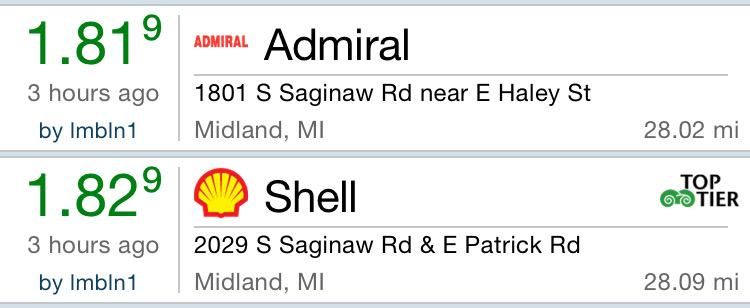 1.81⁹
3 hours ago
by lmbln1
ADMIRAL Admiral
1801 S Saginaw Rd near E Haley St
Midland, MI 28.02 mi
1.82⁹
3 hours ago
by lmbln1
Shell
TOP
TIER
2029 S Saginaw Rd & E Patrick Rd
Midland, MI 28.09 mi